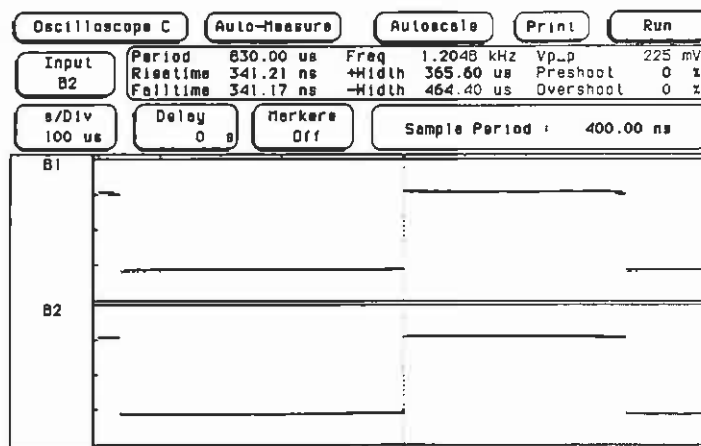 Oscilloscope C Auto-Measure Autoscale Print Run
Input B2
Period 830.00 us Freq 1.2048 kHz Vp_p 225 mV
Risetime 341.21 ns +Width 365.60 us Preshoot 0 %
Falltime 341.17 ns -Width 464.40 us Overshoot 0 %
s/Div 100 us
Delay 0 s
Markers Off
Sample Period : 400.00 ns
B1
B2